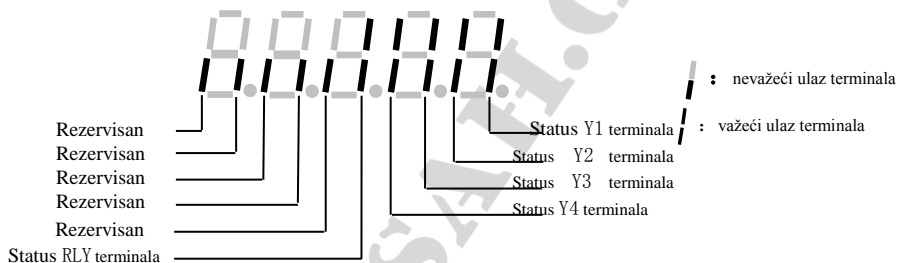 : nevažeći ulaz terminala
: važeći ulaz terminala
Rezervisan
Rezervisan
Rezervisan
Rezervisan
Rezervisan
Status RLY terminala
Status Y1 terminala
Status Y2 terminala
Status Y3 terminala
Status Y4 terminala